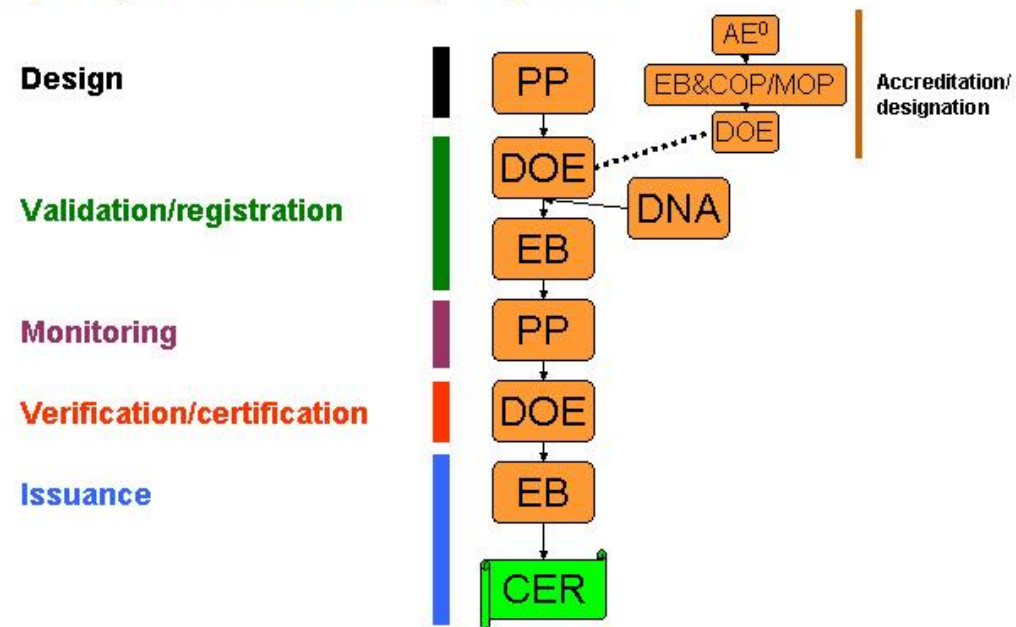 Design
PP
AE⁰
EB&COP/MOP
DOE
Accreditation/
designation
Validation/registration
DOE
DNA
EB
Monitoring
PP
Verification/certification
DOE
Issuance
EB
CER